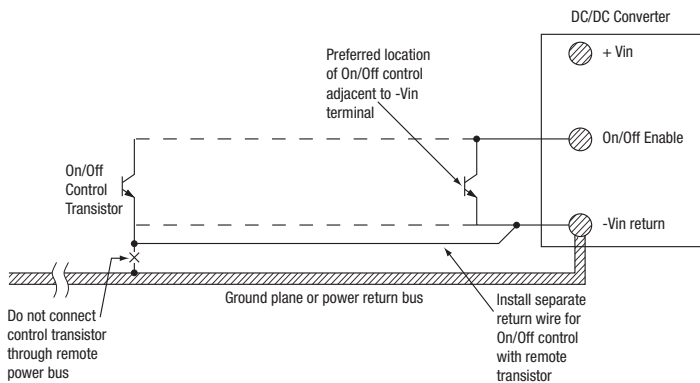 DC/DC Converter
+ Vin
Preferred location
of On/Off control
adjacent to -Vin
terminal
On/Off Enable
On/Off
Control
Transistor
-Vin return
Ground plane or power return bus
Do not connect
control transistor
through remote
power bus
Install separate
return wire for
On/Off control
with remote
transistor